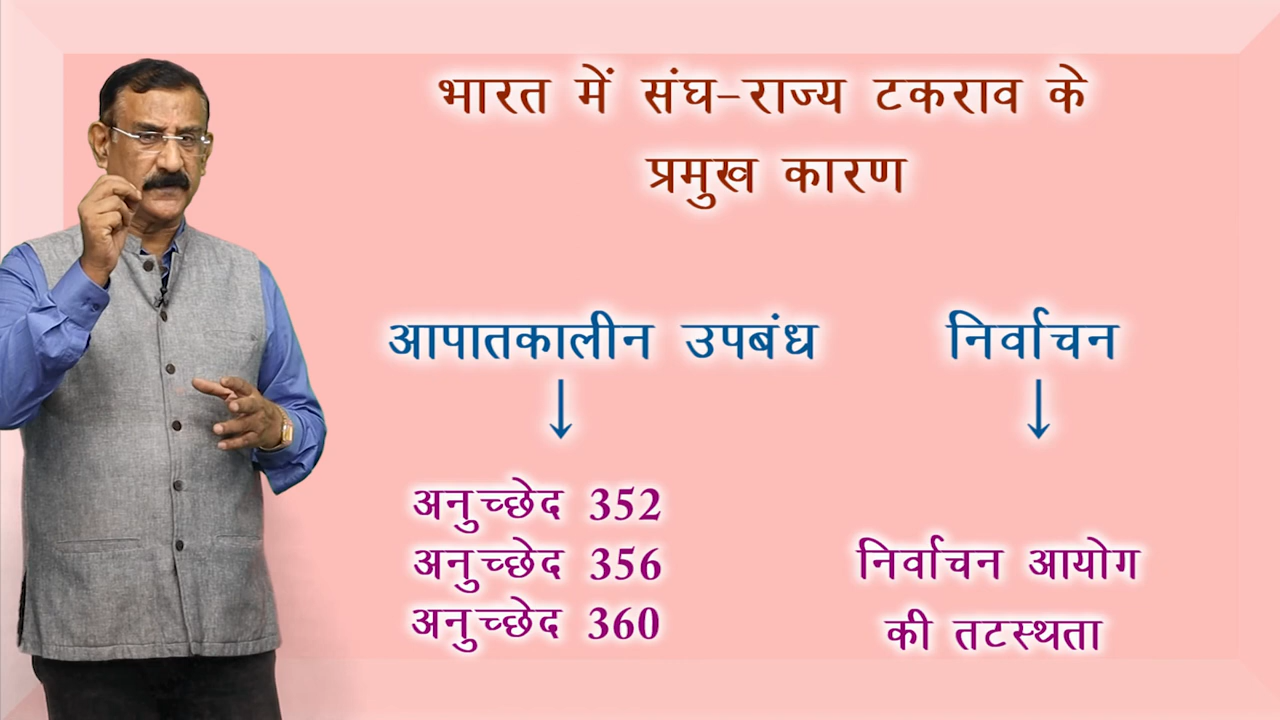 भारत में संघ-राज्य टकराव के
प्रमुख कारण
आपातकालीन उपबंध
निर्वाचन
↓
↓
अनुच्छेद 352
अनुच्छेद 356
अनुच्छेद 360
निर्वाचन आयोग
की तटस्थता